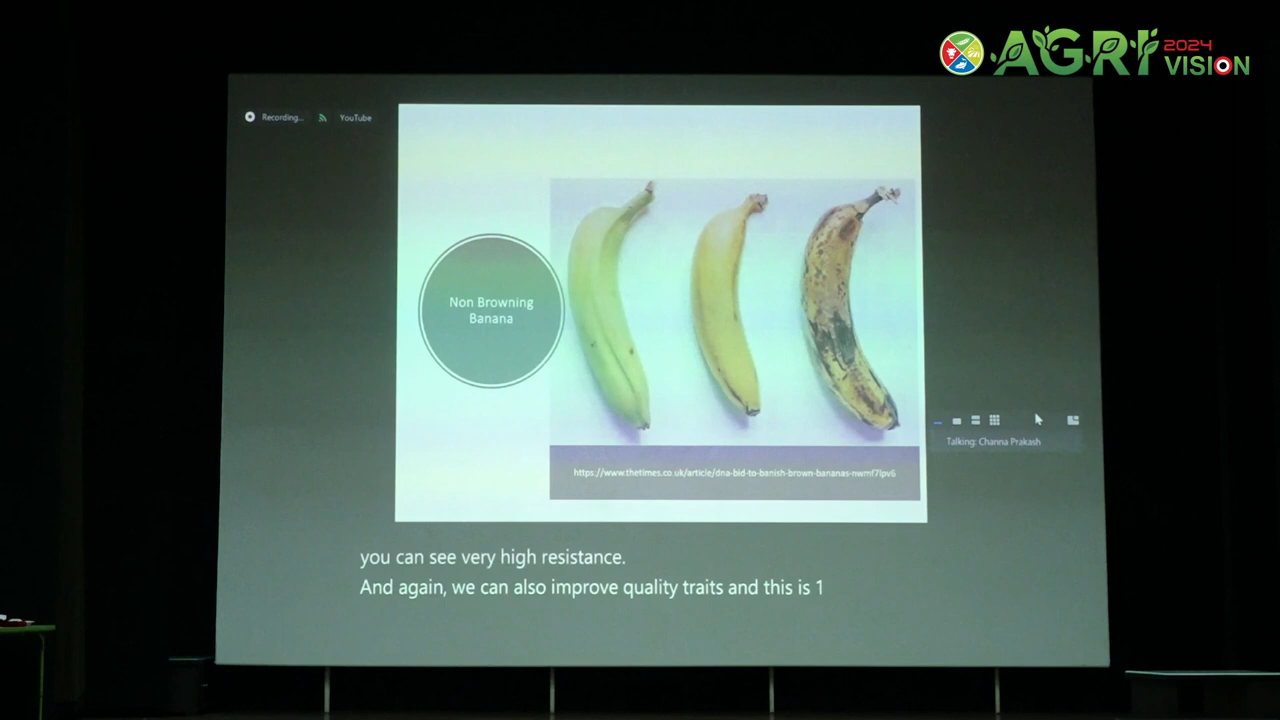 AGRI 2024 VISION
Recording...
YouTube
Non Browning
Banana
Talking: Channa Prakash
https://www.thetimes.co.uk/article/dna-bid-to-banish-brown-bananas-nwmf7lpv6
you can see very high resistance.
And again, we can also improve quality traits and this is 1